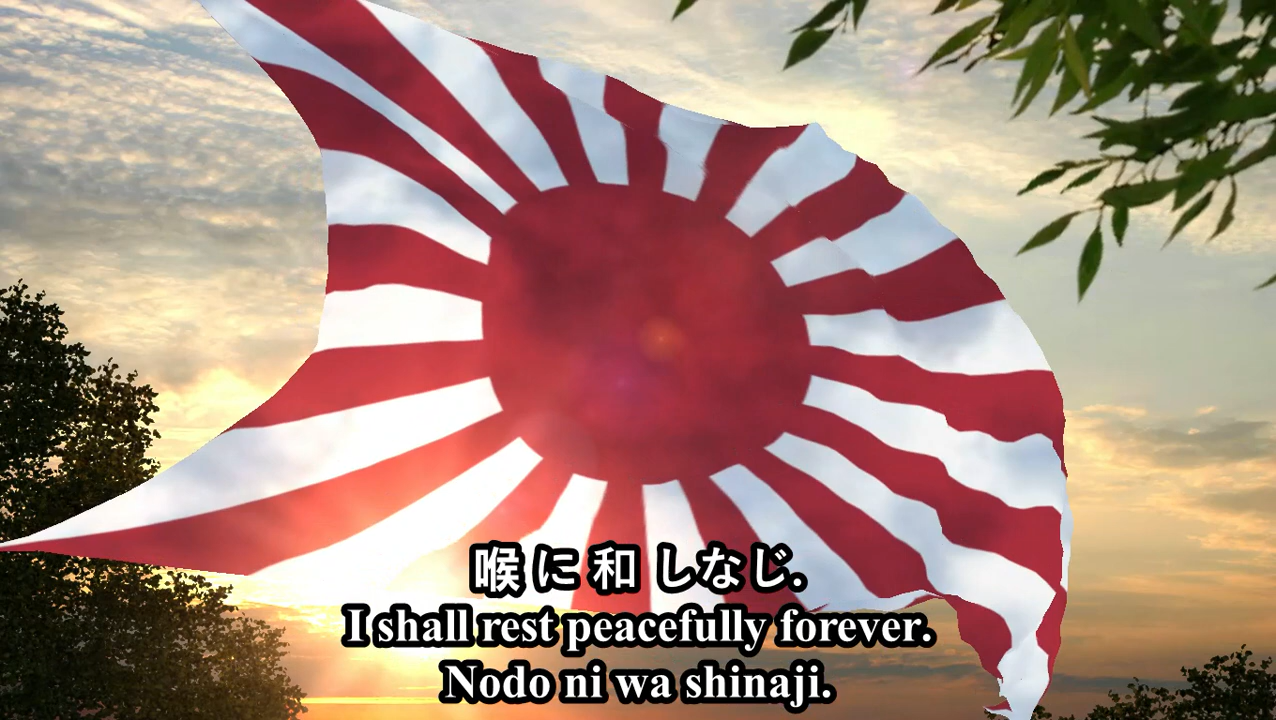 喉に和しなじ.
I shall rest peacefully forever.
Nodo ni wa shinaji.